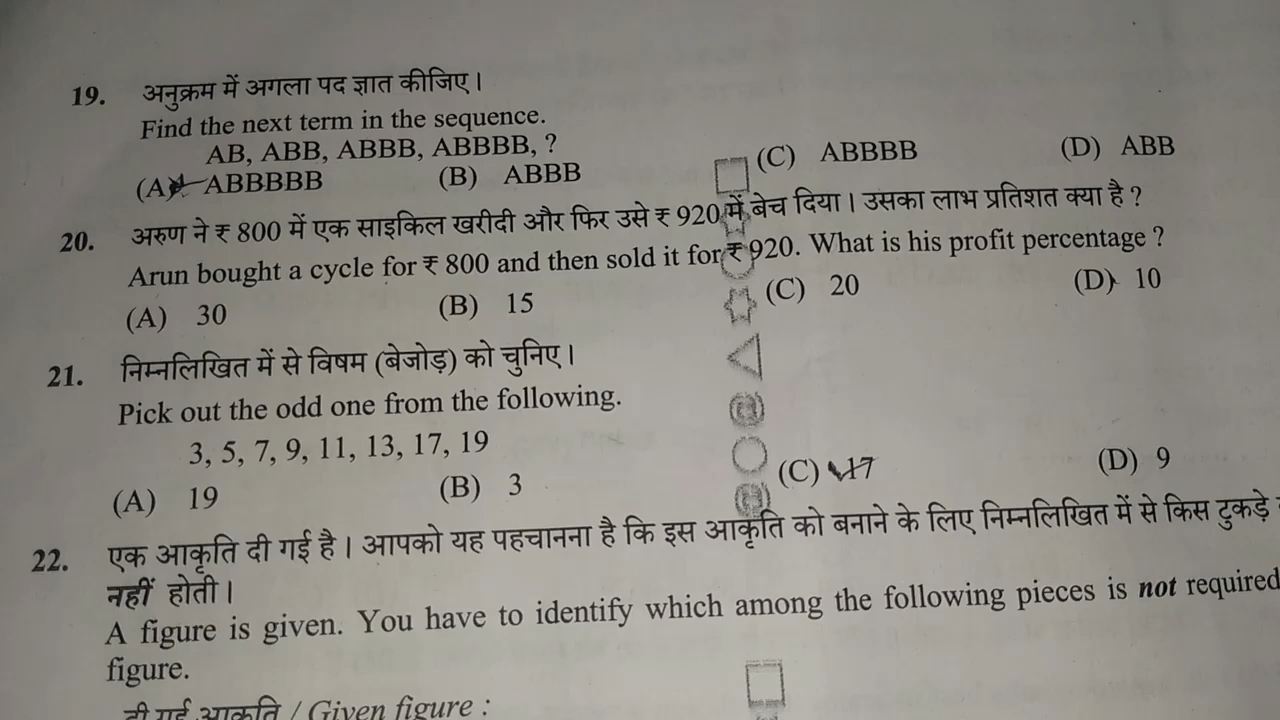 19. अनुक्रम में अगला पद ज्ञात कीजिए।
Find the next term in the sequence.
AB, ABB, ABBB, ABBBB, ?
(A) ABBBBB (B) ABBB (C) ABBBB (D) ABB
20. अरुण ने ₹ 800 में एक साइकिल खरीदी और फिर उसे ₹ 920 में बेच दिया। उसका लाभ प्रतिशत क्या है ?
Arun bought a cycle for ₹ 800 and then sold it for ₹ 920. What is his profit percentage ?
(A) 30 (B) 15 (C) 20 (D) 10
21. निम्नलिखित में से विषम (बेजोड़) को चुनिए।
Pick out the odd one from the following.
3, 5, 7, 9, 11, 13, 17, 19
(A) 19 (B) 3 (C) 17 (D) 9
22. एक आकृति दी गई है। आपको यह पहचानना है कि इस आकृति को बनाने के लिए निम्नलिखित में से किस टुकड़े
नहीं होती।
A figure is given. You have to identify which among the following pieces is not required
figure.
दी गई आकृति / Given figure :